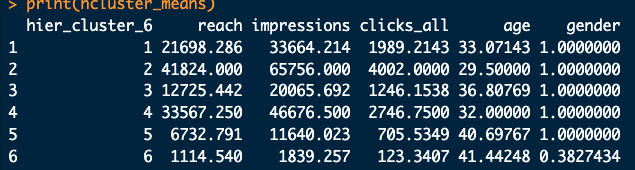 > print(hcluster_means)
hier_cluster_6 reach impressions clicks_all age gender
1 1 21698.286 33664.214 1989.2143 33.07143 1.0000000
2 2 41824.000 65756.000 4002.0000 29.50000 1.0000000
3 3 12725.442 20065.692 1246.1538 36.80769 1.0000000
4 4 33567.250 46676.500 2746.7500 32.00000 1.0000000
5 5 6732.791 11640.023 705.5349 40.69767 1.0000000
6 6 1114.540 1839.257 123.3407 41.44248 0.3827434